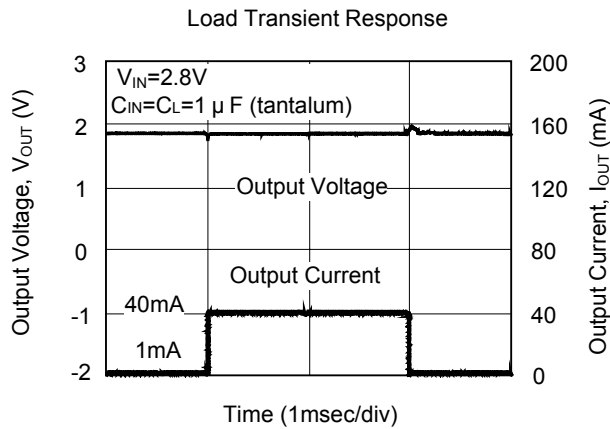 Load Transient Response
Output Voltage, VOUT (V)
3
2
1
0
-1
-2
VIN=2.8V
CIN=CL=1 μ F (tantalum)
Output Voltage
Output Current
40mA
1mA
200
160
120
80
40
0
Output Current, IOUT (mA)
Time (1msec/div)